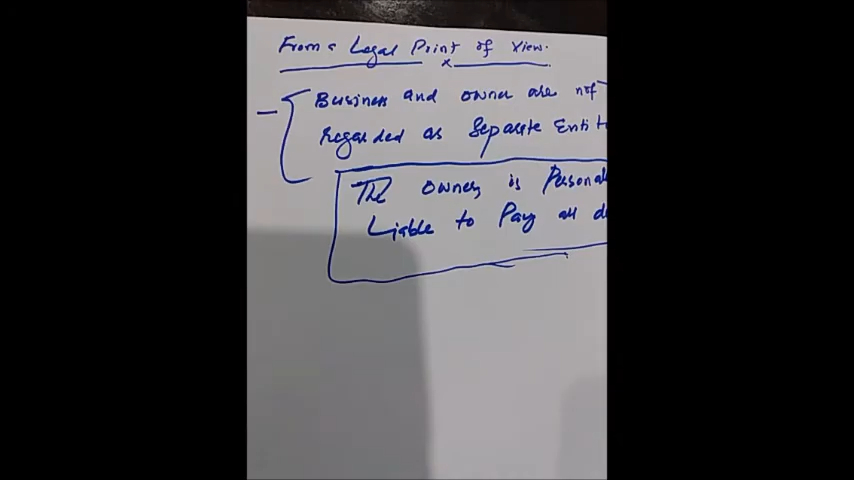 From a Legal Point of View.
Business and owner are not
Regarded as Separate Entit
The owner is Personal
Liable to Pay all d